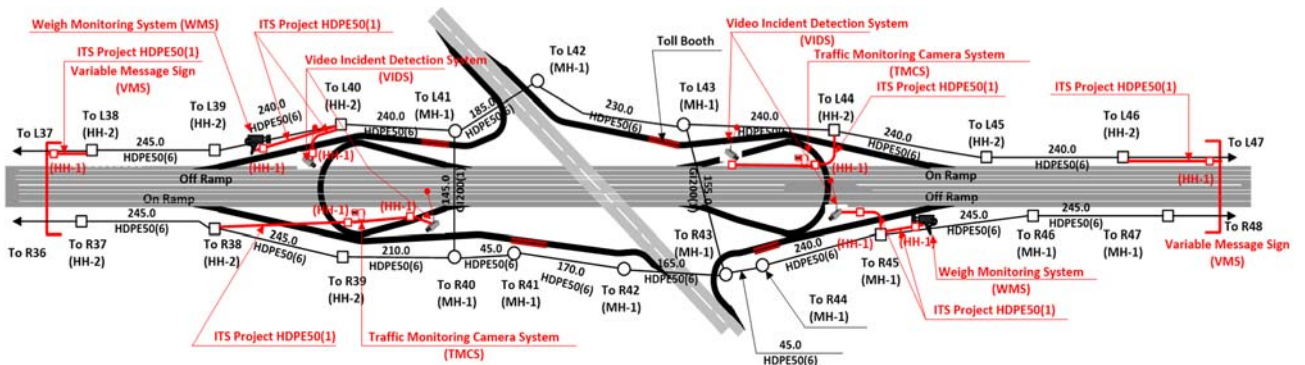 Weigh Monitoring System (WMS)
ITS Project HDPE50(1)
ITS Project HDPE50(1)
Variable Message Sign
(VMS)
Video Incident Detection System
(VIDS)
To L42
(MH-1)
Toll Booth
Video Incident Detection System
(VIDS)
Traffic Monitoring Camera System
(TMCS)
ITS Project HDPE50(1)
ITS Project HDPE50(1)
To L37
To L38
(HH-2)
To L39
(HH-2)
To L40
(HH-2)
To L41
(MH-1)
To L43
(MH-1)
To L44
(HH-2)
To L45
(HH-2)
To L46
(HH-2)
To L47
245.0
HDPE50(6)
240.0
HDPE50(6)
240.0
HDPE50(6)
185.0
HDPE50(6)
230.0
HDPE50(6)
240.0
HDPE50(6)
240.0
HDPE50(6)
240.0
HDPE50(6)
(HH-1)
(HH-1)
(HH-1)
(HH-1)
(HH-1)
Off Ramp
On Ramp
On Ramp
Off Ramp
145.0
GI200(1)
155.0
GI200(1)
(HH-1)
(HH-1)
(HH-1)
(HH-1)
To R36
To R37
(HH-2)
To R38
(HH-2)
To R39
(HH-2)
To R40
(MH-1)
To R41
(MH-1)
To R42
(MH-1)
To R43
(MH-1)
To R44
(MH-1)
To R45
(MH-1)
To R46
(MH-1)
To R47
(MH-1)
To R48
245.0
HDPE50(6)
245.0
HDPE50(6)
210.0
HDPE50(6)
45.0
HDPE50(6)
170.0
HDPE50(6)
165.0
HDPE50(6)
45.0
HDPE50(6)
240.0
HDPE50(6)
245.0
HDPE50(6)
245.0
HDPE50(6)
Variable Message Sign
(VMS)
Weigh Monitoring System
(WMS)
ITS Project HDPE50(1)
ITS Project HDPE50(1)
Traffic Monitoring Camera System
(TMCS)